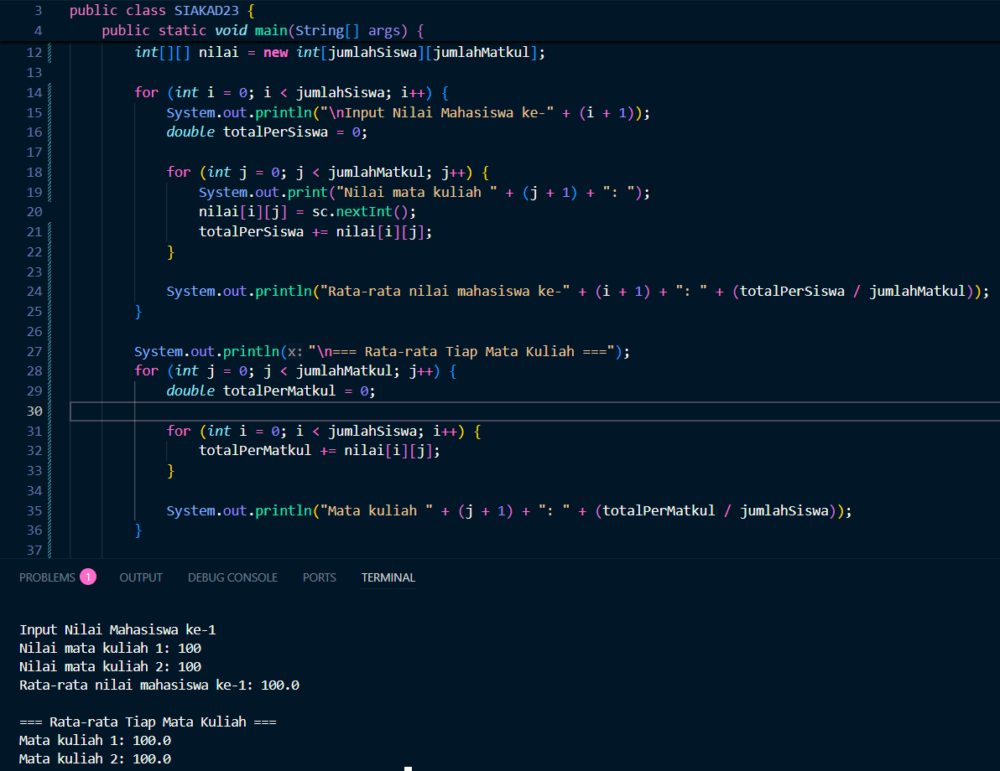 3 public class SIAKAD23 {
4 public static void main(String[] args) {
12 int[][] nilai = new int[jumlahSiswa][jumlahMatkul];
13
14 for (int i = 0; i < jumlahSiswa; i++) {
15 System.out.println("\nInput Nilai Mahasiswa ke-" + (i + 1));
16 double totalPerSiswa = 0;
17
18 for (int j = 0; j < jumlahMatkul; j++) {
19 System.out.print("Nilai mata kuliah " + (j + 1) + ": ");
20 nilai[i][j] = sc.nextInt();
21 totalPerSiswa += nilai[i][j];
22 }
23
24 System.out.println("Rata-rata nilai mahasiswa ke-" + (i + 1) + ": " + (totalPerSiswa / jumlahMatkul));
25 }
26
27 System.out.println(x: "\n=== Rata-rata Tiap Mata Kuliah ===");
28 for (int j = 0; j < jumlahMatkul; j++) {
29 double totalPerMatkul = 0;
30
31 for (int i = 0; i < jumlahSiswa; i++) {
32 totalPerMatkul += nilai[i][j];
33 }
34
35 System.out.println("Mata kuliah " + (j + 1) + ": " + (totalPerMatkul / jumlahSiswa));
36 }
37
PROBLEMS 1 OUTPUT DEBUG CONSOLE PORTS TERMINAL
Input Nilai Mahasiswa ke-1
Nilai mata kuliah 1: 100
Nilai mata kuliah 2: 100
Rata-rata nilai mahasiswa ke-1: 100.0
=== Rata-rata Tiap Mata Kuliah ===
Mata kuliah 1: 100.0
Mata kuliah 2: 100.0